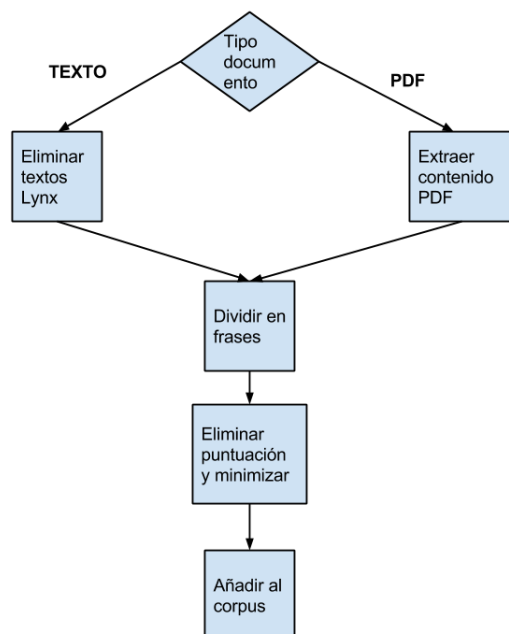 Tipo
docum
ento
TEXTO
PDF
Eliminar
textos
Lynx
Extraer
contenido
PDF
Dividir en
frases
Eliminar
puntuación
y minimizar
Añadir al
corpus